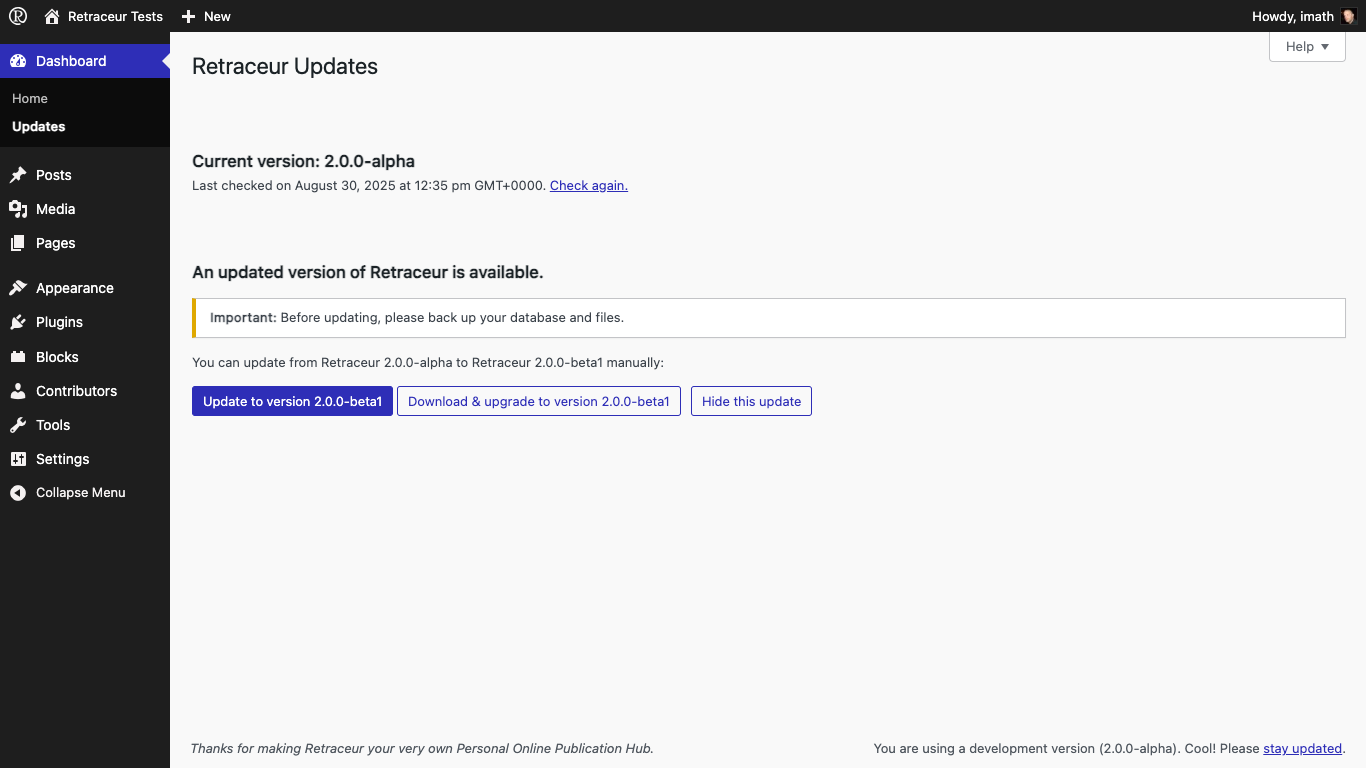 Retraceur Tests
New
Howdy, imath
Help
Dashboard
Home
Updates
Posts
Media
Pages
Appearance
Plugins
Blocks
Contributors
Tools
Settings
Collapse Menu
Retraceur Updates
Current version: 2.0.0-alpha
Last checked on August 30, 2025 at 12:35 pm GMT+0000. Check again.
An updated version of Retraceur is available.
Important: Before updating, please back up your database and files.
You can update from Retraceur 2.0.0-alpha to Retraceur 2.0.0-beta1 manually:
Update to version 2.0.0-beta1
Download & upgrade to version 2.0.0-beta1
Hide this update
Thanks for making Retraceur your very own Personal Online Publication Hub.
You are using a development version (2.0.0-alpha). Cool! Please stay updated.